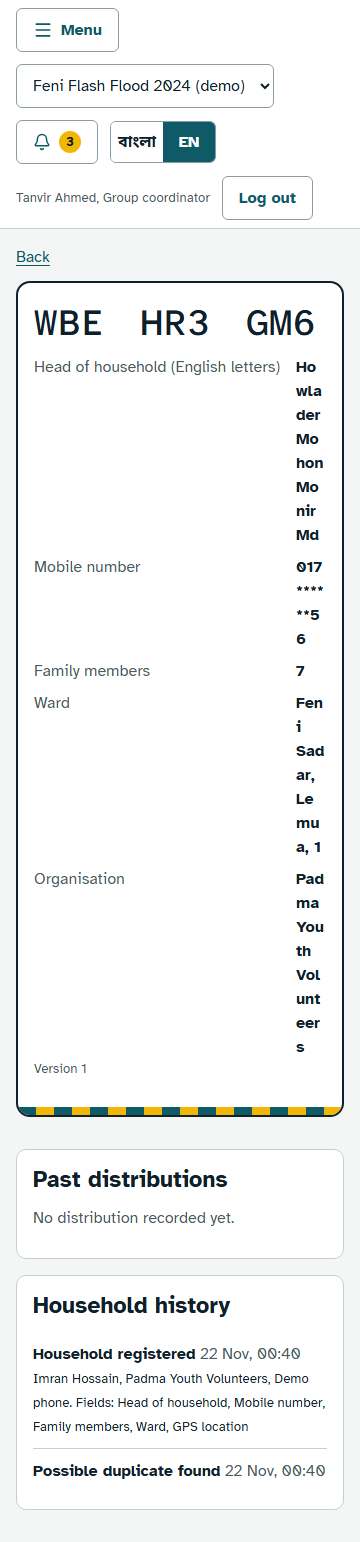 Menu
Feni Flash Flood 2024 (demo)
3 বাংলা EN
Tanvir Ahmed, Group coordinator Log out
Back
WBE HR3 GM6
Head of household (English letters) Ho
wla
der
Mo
hon
Mo
nir
Md
Mobile number 017
****
**5
6
Family members 7
Ward Fen
i
Sad
ar,
Le
mu
a, 1
Organisation Pad
ma
You
th
Vol
unt
eer
s
Version 1
Past distributions
No distribution recorded yet.
Household history
Household registered 22 Nov, 00:40
Imran Hossain, Padma Youth Volunteers, Demo
phone. Fields: Head of household, Mobile number,
Family members, Ward, GPS location
Possible duplicate found 22 Nov, 00:40